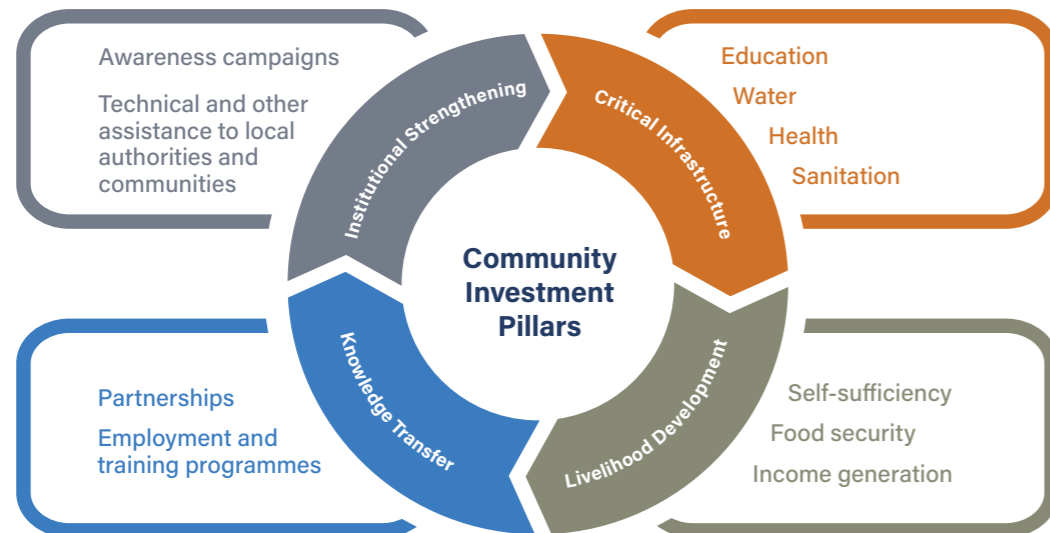 Awareness campaigns
Technical and other
assistance to local
authorities and
communities
Institutional Strengthening
Critical Infrastructure
Education
Water
Health
Sanitation
Community
Investment
Pillars
Partnerships
Employment and
training programmes
Knowledge Transfer
Livelihood Development
Self-sufficiency
Food security
Income generation